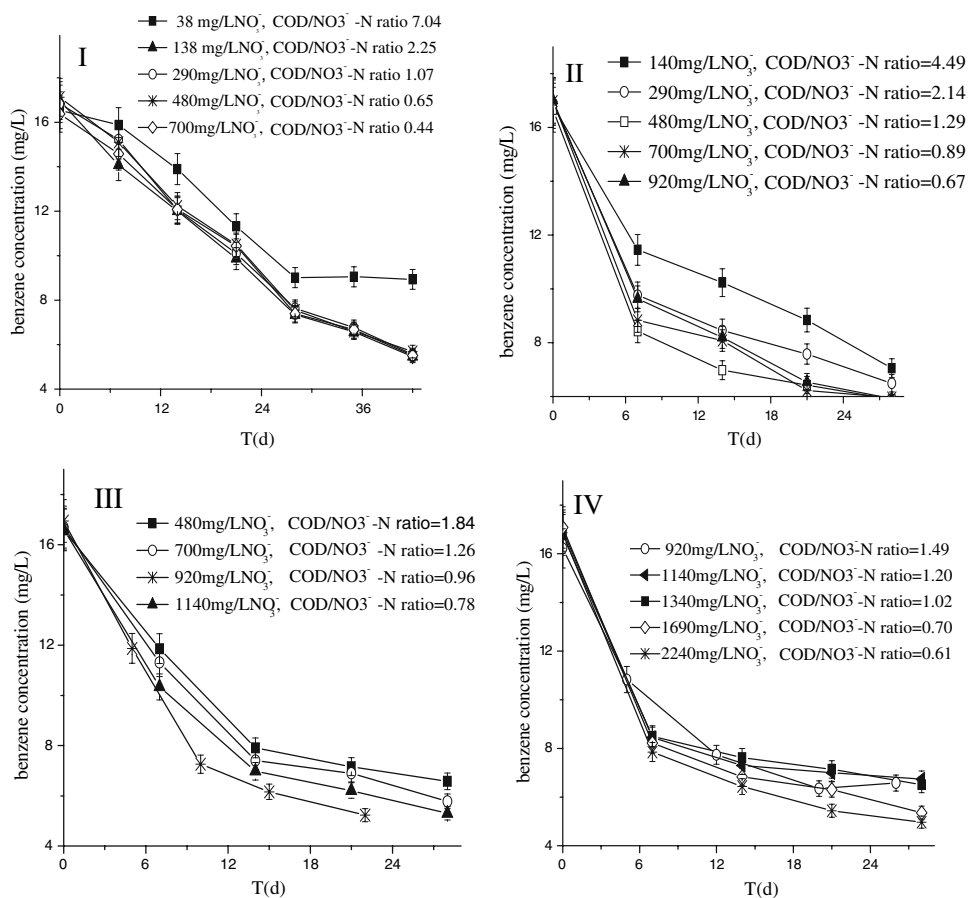 I
38 mg/LNO₃⁻, COD/NO3⁻-N ratio 7.04
138 mg/LNO₃⁻, COD/NO3⁻-N ratio 2.25
290mg/LNO₃⁻, COD/NO3⁻-N ratio 1.07
480mg/LNO₃⁻, COD/NO3⁻-N ratio 0.65
700mg/LNO₃⁻, COD/NO3⁻-N ratio 0.44
benzene concentration (mg/L)
16
12
8
4
0 12 24 36
T(d)
II
140mg/LNO₃⁻, COD/NO3⁻-N ratio=4.49
290mg/LNO₃⁻, COD/NO3⁻-N ratio=2.14
480mg/LNO₃⁻, COD/NO3⁻-N ratio=1.29
700mg/LNO₃⁻, COD/NO3⁻-N ratio=0.89
920mg/LNO₃⁻, COD/NO3⁻-N ratio=0.67
benzene concentration (mg/L)
16
12
8
0 6 12 18 24
T(d)
III
480mg/LNO₃⁻, COD/NO3⁻-N ratio=1.84
700mg/LNO₃⁻, COD/NO3⁻-N ratio=1.26
920mg/LNO₃⁻, COD/NO3⁻-N ratio=0.96
1140mg/LNO₃⁻, COD/NO3⁻-N ratio=0.78
benzene concentration (mg/L)
16
12
8
4
0 6 12 18 24
T(d)
IV
920mg/LNO₃⁻, COD/NO3⁻-N ratio=1.49
1140mg/LNO₃⁻, COD/NO3⁻-N ratio=1.20
1340mg/LNO₃⁻, COD/NO3⁻-N ratio=1.02
1690mg/LNO₃⁻, COD/NO3⁻-N ratio=0.70
2240mg/LNO₃⁻, COD/NO3⁻-N ratio=0.61
benzene concentration (mg/L)
16
12
8
4
0 6 12 18 24
T(d)